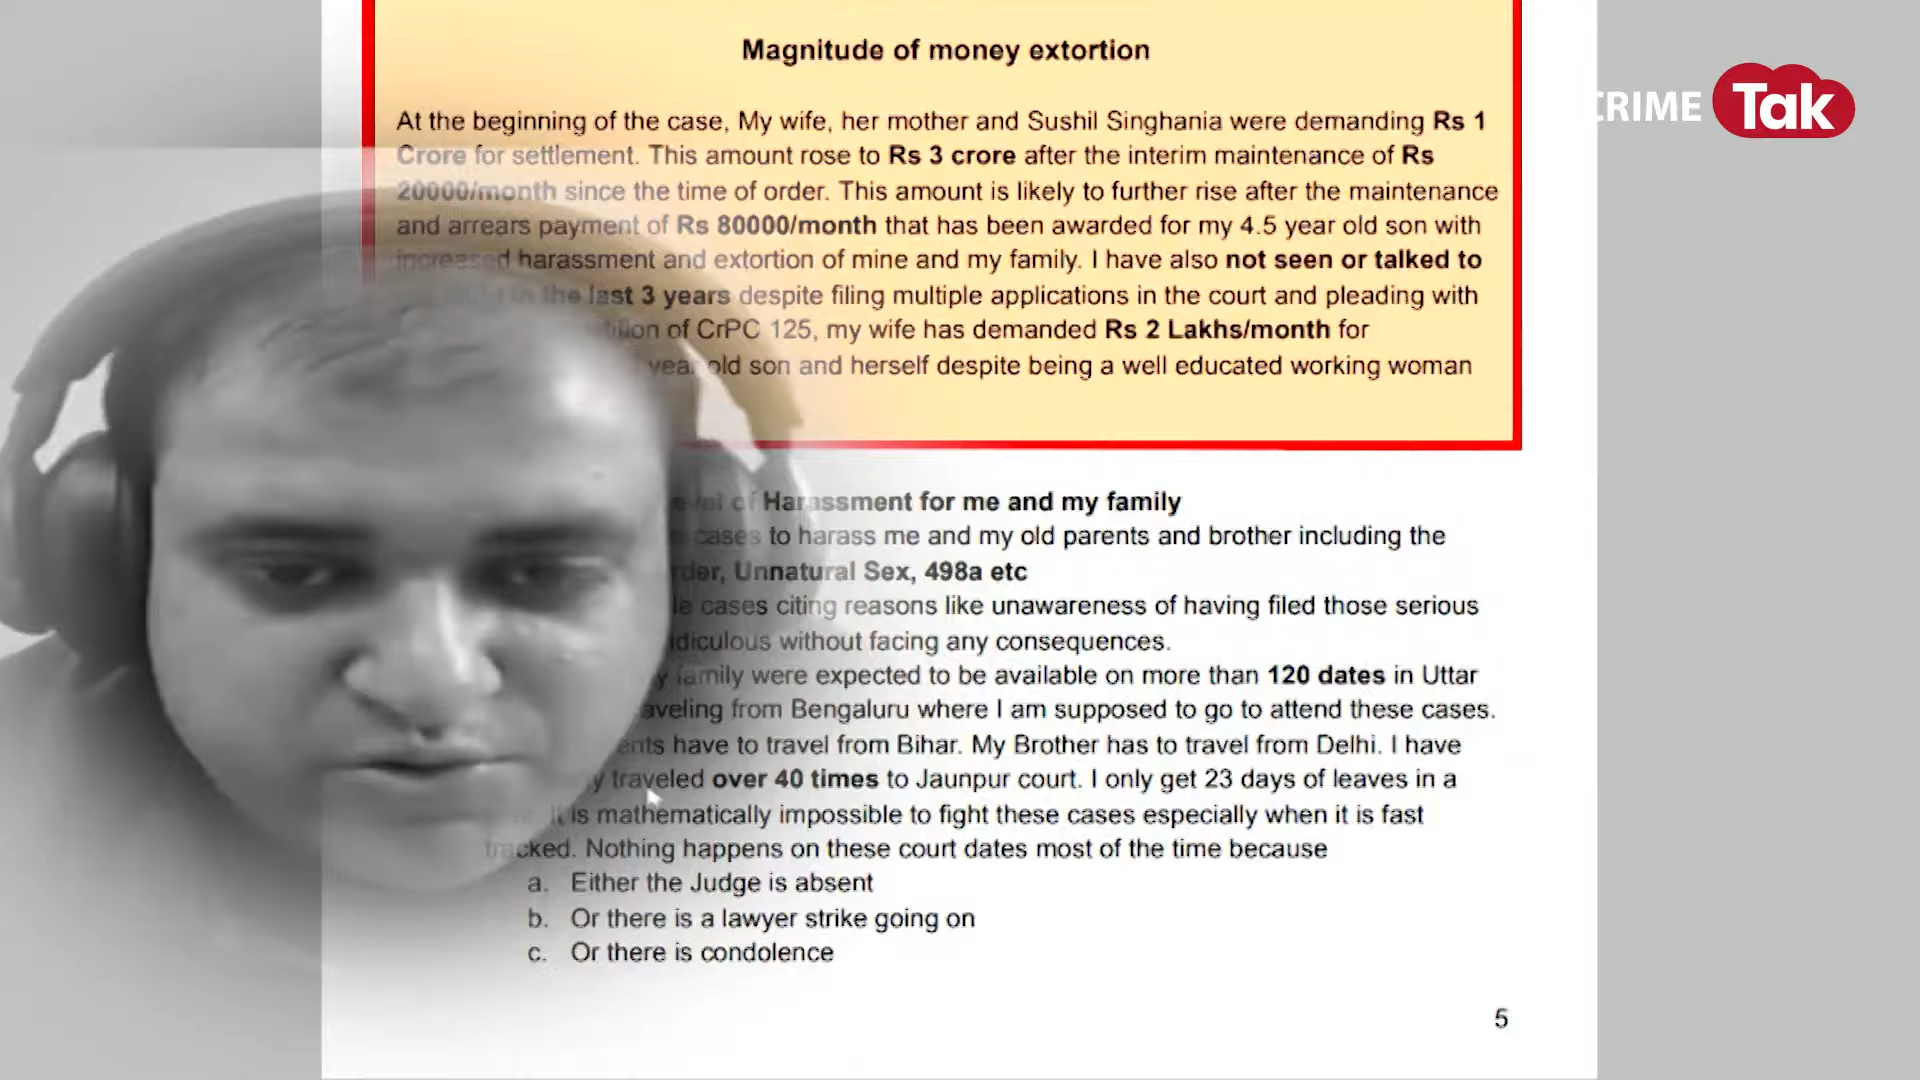 Magnitude of money extortion
CRIME Tak
At the beginning of the case, My wife, her mother and Sushil Singhania were demanding Rs 1
Crore for settlement. This amount rose to Rs 3 crore after the interim maintenance of Rs
20000/month since the time of order. This amount is likely to further rise after the maintenance
and arrears payment of Rs 80000/month that has been awarded for my 4.5 year old son with
increased harassment and extortion of mine and my family. I have also not seen or talked to
in the last 3 years despite filing multiple applications in the court and pleading with
of CrPC 125, my wife has demanded Rs 2 Lakhs/month for
year old son and herself despite being a well educated working woman
of Harassment for me and my family
cases to harass me and my old parents and brother including the
Unnatural Sex, 498a etc
cases citing reasons like unawareness of having filed those serious
without facing any consequences.
family were expected to be available on more than 120 dates in Uttar
from Bengaluru where I am supposed to go to attend these cases.
have to travel from Bihar. My Brother has to travel from Delhi. I have
traveled over 40 times to Jaunpur court. I only get 23 days of leaves in a
is mathematically impossible to fight these cases especially when it is fast
tracked. Nothing happens on these court dates most of the time because
a. Either the Judge is absent
b. Or there is a lawyer strike going on
c. Or there is condolence
5